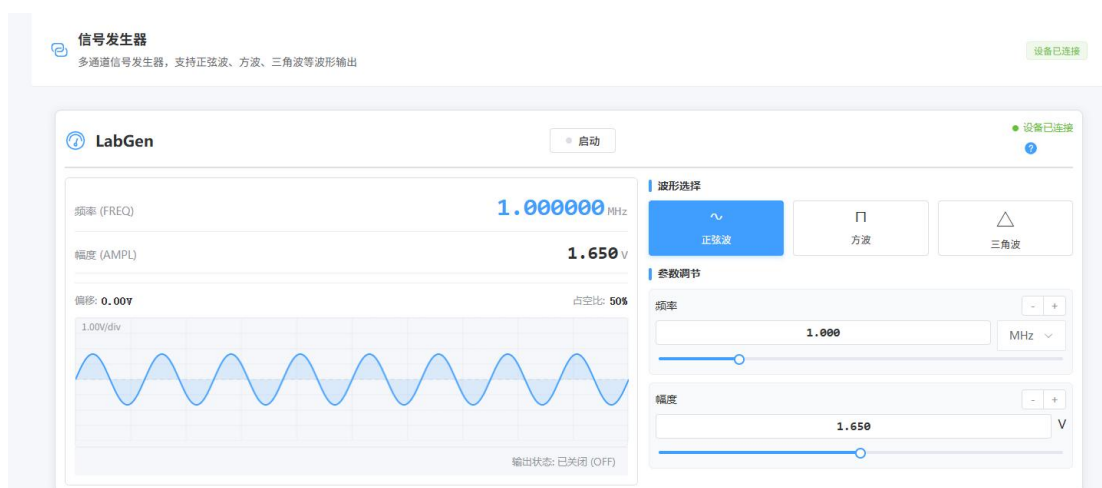 信号发生器
多通道信号发生器，支持正弦波、方波、三角波等波形输出
设备已连接
LabGen
启动
设备已连接
?
频率 (FREQ)
1.000000 MHz
幅度 (AMPL)
1.650 V
偏移: 0.00V
占空比: 50%
1.00V/div
输出状态: 已关闭 (OFF)
波形选择
正弦波
方波
三角波
参数调节
频率
- +
1.000
MHz
幅度
- +
1.650
V